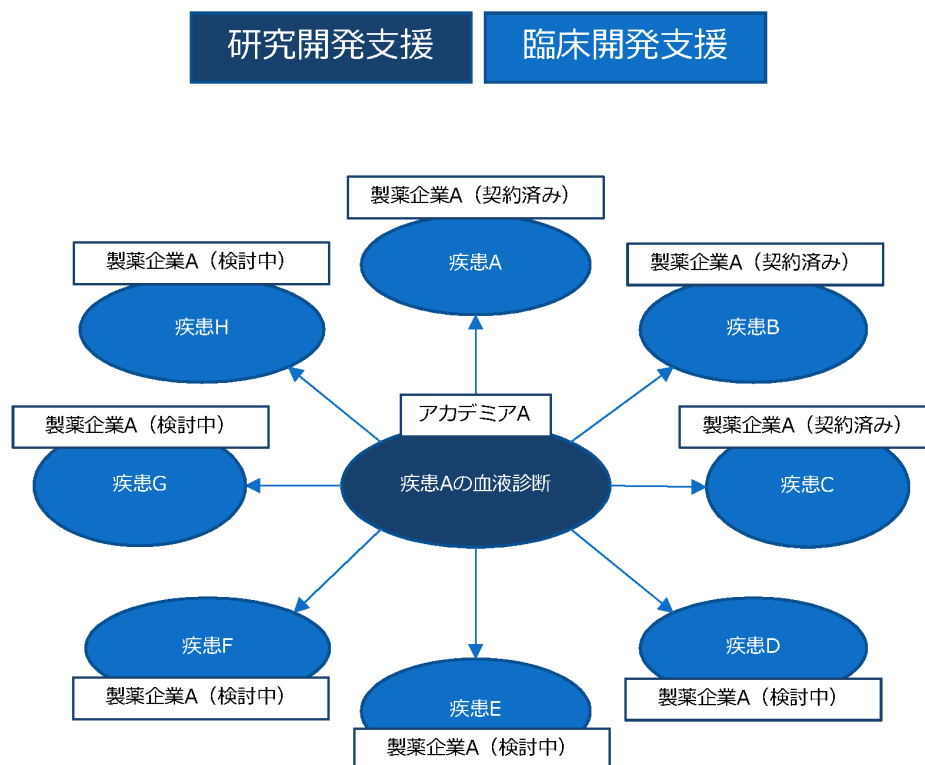 研究開発支援
臨床開発支援
製薬企業A（契約済み）
疾患A
製薬企業A（検討中）
疾患H
製薬企業A（契約済み）
疾患B
アカデミアA
疾患Aの血液診断
製薬企業A（検討中）
疾患G
製薬企業A（契約済み）
疾患C
疾患F
製薬企業A（検討中）
疾患E
製薬企業A（検討中）
疾患D
製薬企業A（検討中）